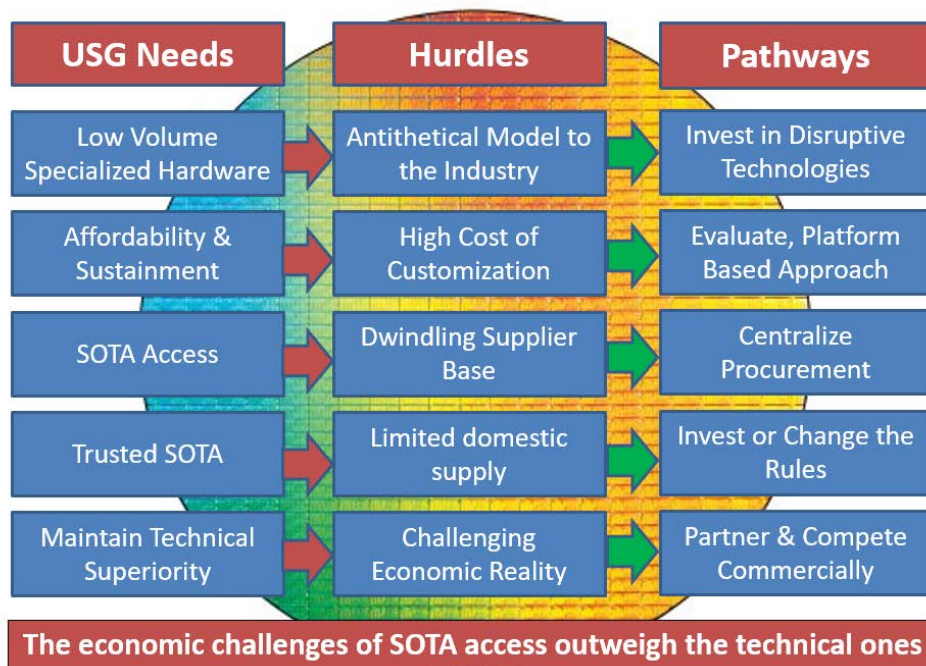 USG Needs
Hurdles
Pathways
Low Volume
Specialized Hardware
Antithetical Model to
the Industry
Invest in Disruptive
Technologies
Affordability &
Sustainment
High Cost of
Customization
Evaluate, Platform
Based Approach
SOTA Access
Dwindling Supplier
Base
Centralize
Procurement
Trusted SOTA
Limited domestic
supply
Invest or Change the
Rules
Maintain Technical
Superiority
Challenging
Economic Reality
Partner & Compete
Commercially
The economic challenges of SOTA access outweigh the technical ones